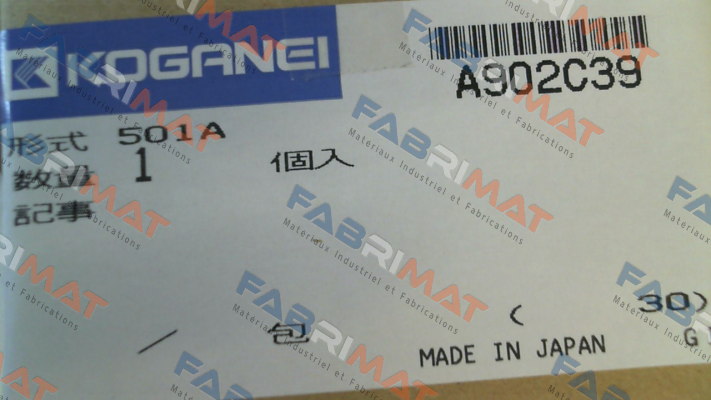 KOGANEI
A902C39
形式 501A
数量 1 個入
記事
( 30)
／ 包
MADE IN JAPAN G
FABRIMAT
Materiaux Industriel et Fabrications